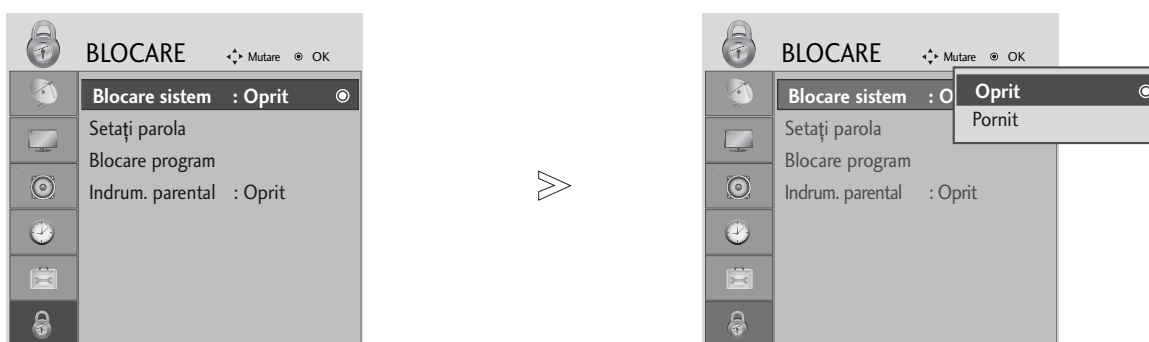 BLOCARE Mutare OK
Blocare sistem : Oprit
Setați parola
Blocare program
Indrum. parental : Oprit
BLOCARE Mutare OK
Blocare sistem : O
Oprit
Pornit
Setați parola
Blocare program
Indrum. parental : Oprit